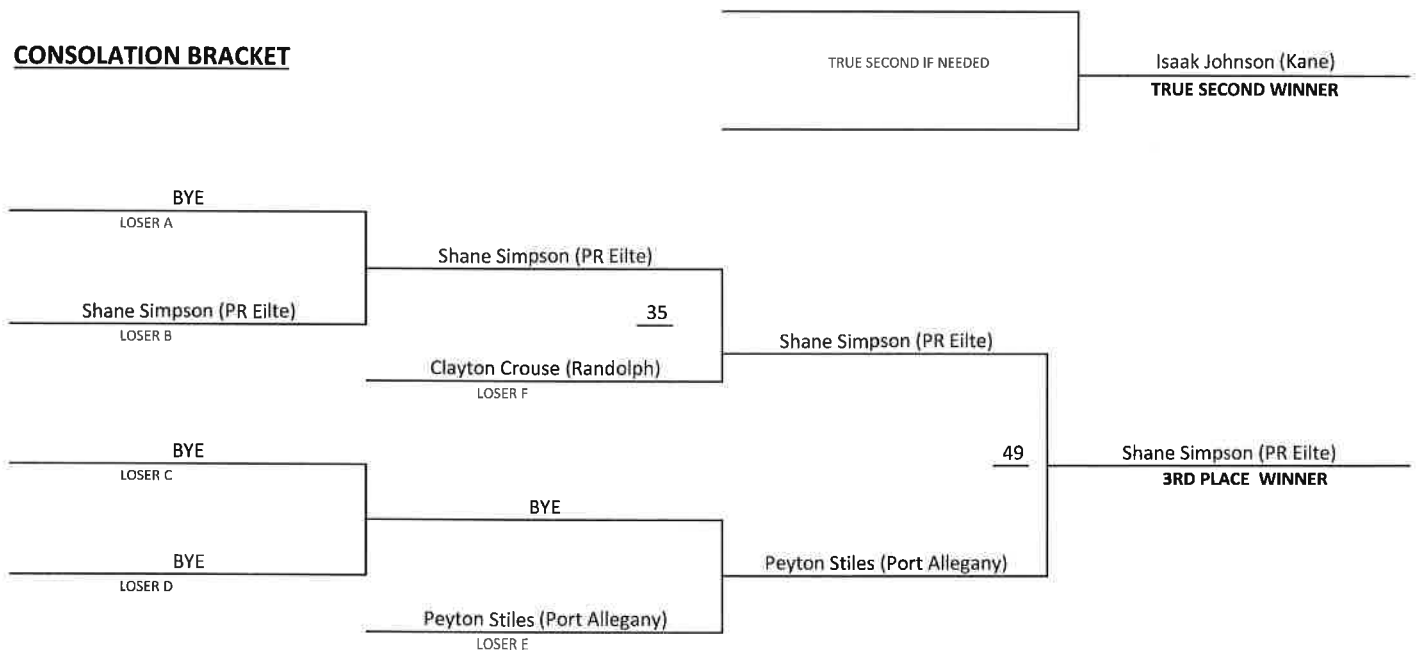 CONSOLATION BRACKET
TRUE SECOND IF NEEDED
Isaak Johnson (Kane)
TRUE SECOND WINNER
BYE
LOSER A
Shane Simpson (PR Eilte)
Shane Simpson (PR Eilte)
LOSER B
35
Shane Simpson (PR Eilte)
Clayton Crouse (Randolph)
LOSER F
BYE
LOSER C
49
Shane Simpson (PR Eilte)
3RD PLACE WINNER
BYE
BYE
LOSER D
Peyton Stiles (Port Allegany)
Peyton Stiles (Port Allegany)
LOSER E